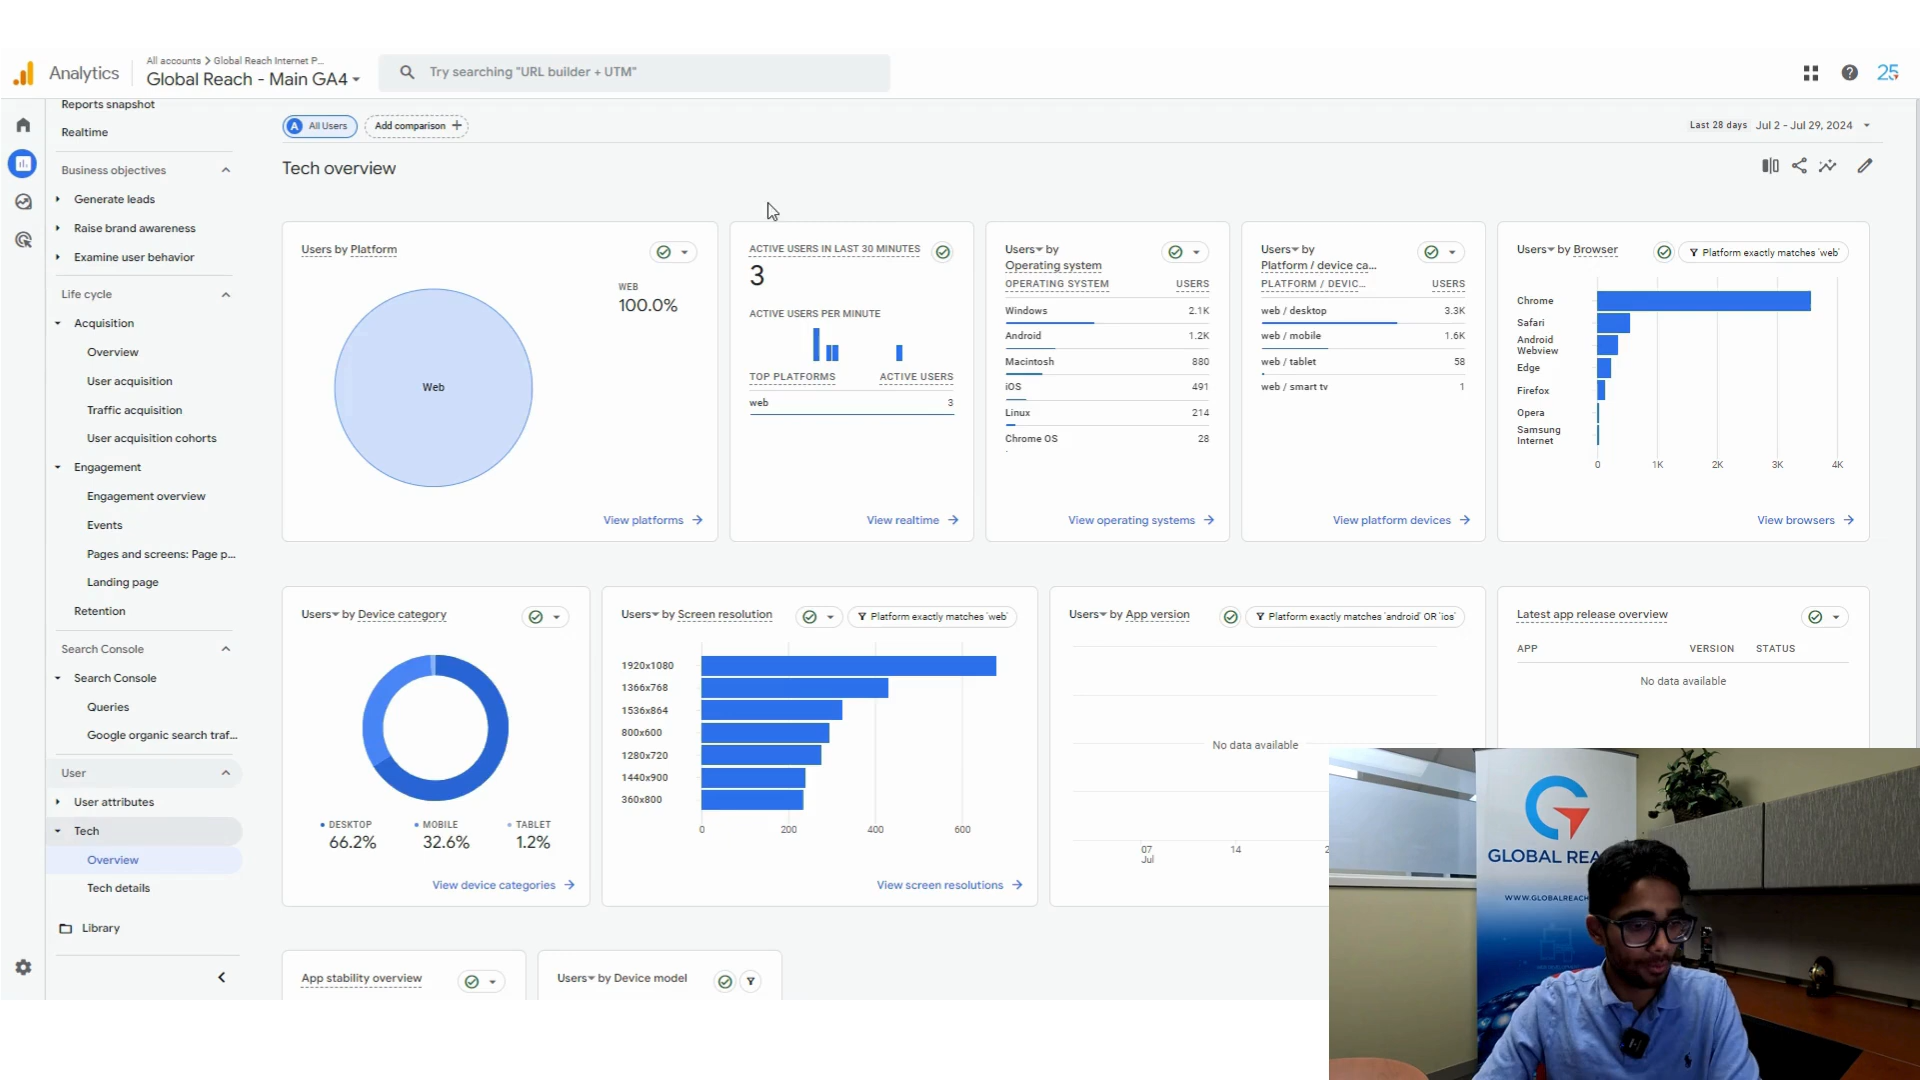 Analytics
All accounts > Global Reach Internet P...
Global Reach - Main GA4
Try searching "URL builder + UTM"
25
Reports snapshot
Realtime
Business objectives
Generate leads
Raise brand awareness
Examine user behavior
Life cycle
Acquisition
Overview
User acquisition
Traffic acquisition
User acquisition cohorts
Engagement
Engagement overview
Events
Pages and screens: Page p...
Landing page
Retention
Search Console
Search Console
Queries
Google organic search traf...
User
User attributes
Tech
Overview
Tech details
Library
A All Users
Add comparison +
Last 28 days Jul 2 - Jul 29, 2024
Tech overview
Users by Platform
WEB
100.0%
Web
View platforms
ACTIVE USERS IN LAST 30 MINUTES
3
ACTIVE USERS PER MINUTE
TOP PLATFORMS ACTIVE USERS
web 3
View realtime
Users by
Operating system
OPERATING SYSTEM USERS
Windows 2.1K
Android 1.2K
Macintosh 880
iOS 491
Linux 214
Chrome OS 28
View operating systems
Users by
Platform / device ca...
PLATFORM / DEVIC... USERS
web / desktop 3.3K
web / mobile 1.6K
web / tablet 58
web / smart tv 1
View platform devices
Users by Browser
Platform exactly matches 'web'
Chrome
Safari
Android
Webview
Edge
Firefox
Opera
Samsung
Internet
0 1K 2K 3K 4K
View browsers
Users by Device category
DESKTOP MOBILE TABLET
66.2% 32.6% 1.2%
View device categories
Users by Screen resolution
Platform exactly matches 'web'
1920x1080
1366x768
1536x864
800x600
1280x720
1440x900
360x800
0 200 400 600
View screen resolutions
Users by App version
Platform exactly matches 'android' OR 'ios'
No data available
07 14 2
Jul
Latest app release overview
APP VERSION STATUS
No data available
App stability overview
Users by Device model
GLOBAL REA
WWW.GLOBALREACH